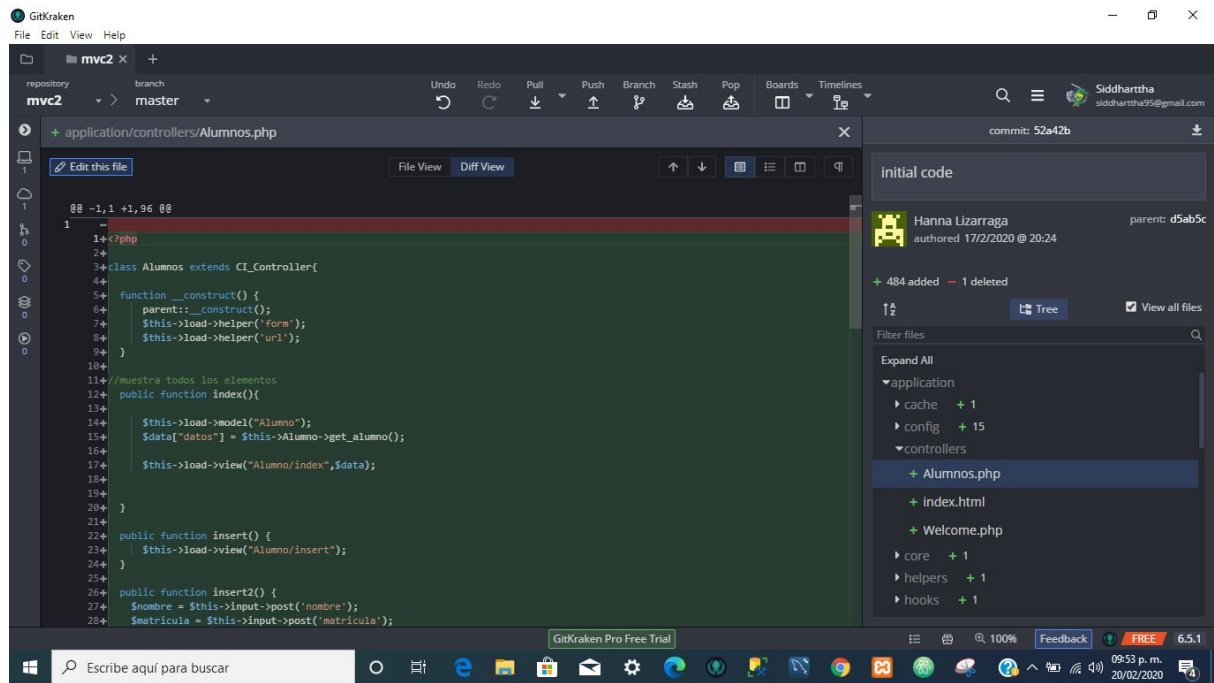 GitKraken
File Edit View Help
mvc2 × +
repository
mvc2
branch
master
Undo Redo Pull Push Branch Stash Pop Boards Timelines
Siddharttha
siddharttha95@gmail.com
+ application/controllers/Alumnos.php
Edit this file
File View Diff View
@@ -1,1 +1,96 @@
1 -
1+<?php
2+
3+class Alumnos extends CI_Controller{
4+
5+ function __construct() {
6+ parent::__construct();
7+ $this->load->helper('form');
8+ $this->load->helper('url');
9+ }
10+
11+//muestra todos los elementos
12+ public function index(){
13+
14+ $this->load->model("Alumno");
15+ $data["datos"] = $this->Alumno->get_alumno();
16+
17+ $this->load->view("Alumno/index",$data);
18+
19+
20+ }
21+
22+ public function insert() {
23+ $this->load->view("Alumno/insert");
24+ }
25+
26+ public function insert2() {
27+ $nombre = $this->input->post('nombre');
28+ $matricula = $this->input->post('matricula');
1
1
0
0
0
0
commit: 52a42b
initial code
Hanna Lizarraga
authored 17/2/2020 @ 20:24
parent: d5ab5c
+ 484 added − 1 deleted
Tree
View all files
Filter files
Expand All
application
cache + 1
config + 15
controllers
+ Alumnos.php
+ index.html
+ Welcome.php
core + 1
helpers + 1
hooks + 1
GitKraken Pro Free Trial
100%
Feedback
FREE
6.5.1
Escribe aquí para buscar
09:53 p. m.
20/02/2020
4